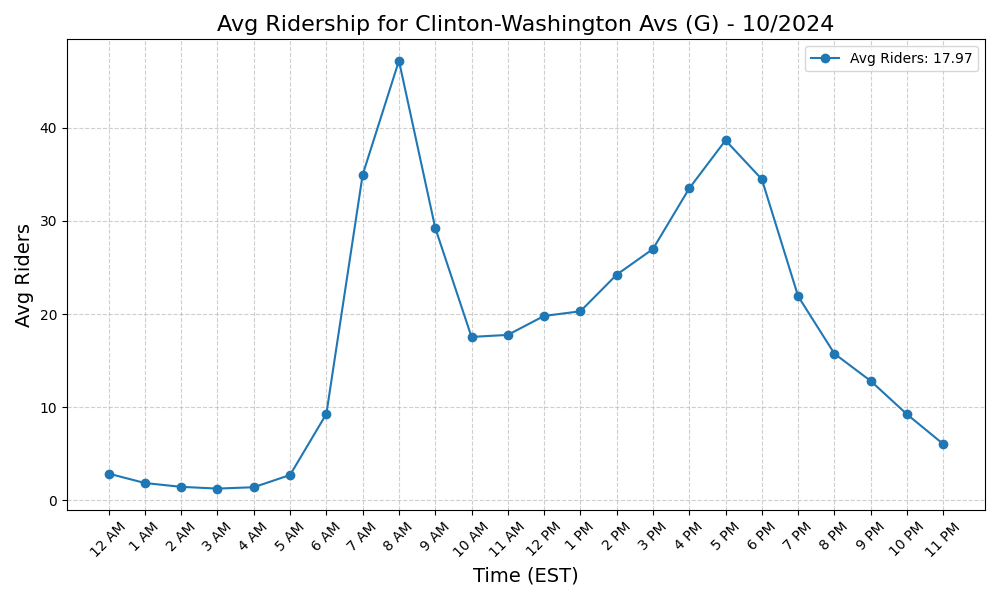 Avg Ridership for Clinton-Washington Avs (G) - 10/2024
Avg Riders: 17.97
Avg Riders
40
30
20
10
0
12 AM
1 AM
2 AM
3 AM
4 AM
5 AM
6 AM
7 AM
8 AM
9 AM
10 AM
11 AM
12 PM
1 PM
2 PM
3 PM
4 PM
5 PM
6 PM
7 PM
8 PM
9 PM
10 PM
11 PM
Time (EST)